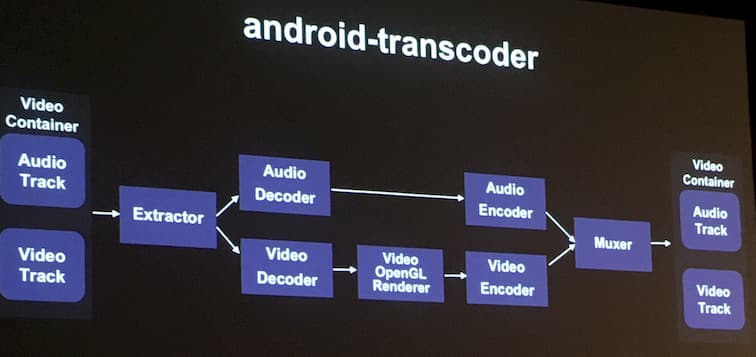 android-transcoder
Video
Container
Audio
Track
Video
Track
Extractor
Audio
Decoder
Video
Decoder
Video
OpenGL
Renderer
Audio
Encoder
Video
Encoder
Muxer
Video
Container
Audio
Track
Video
Track